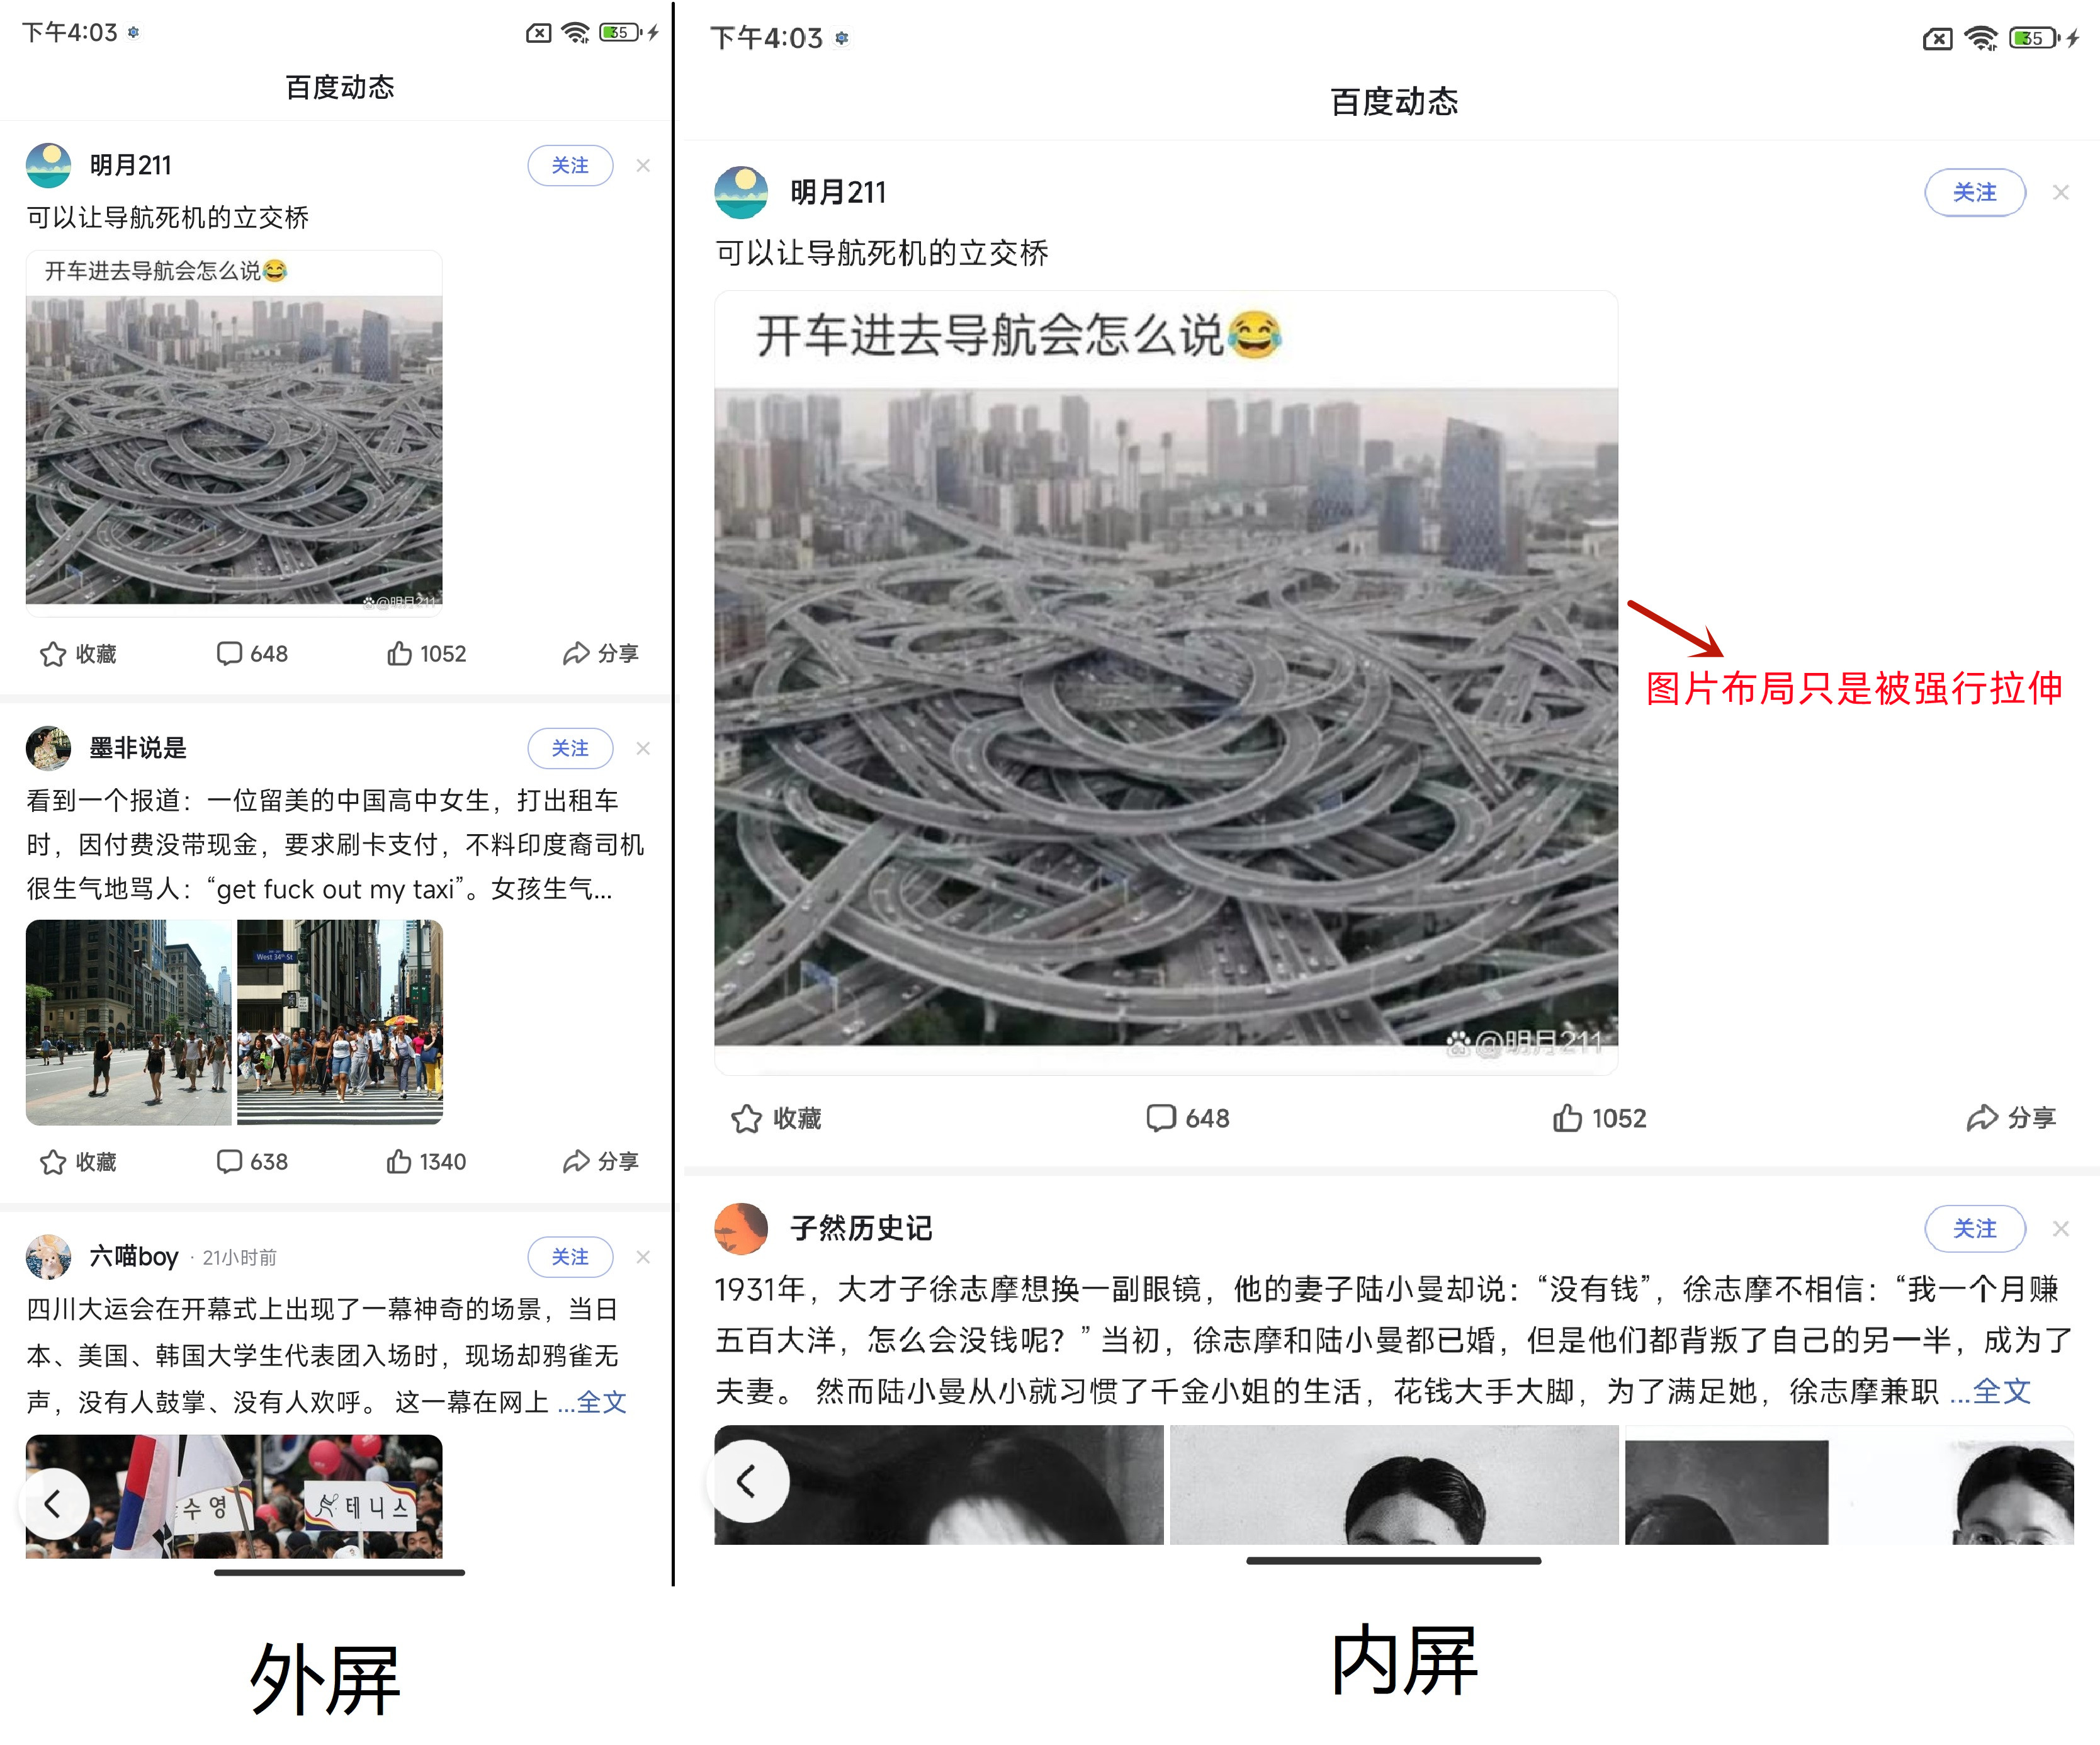 下午4:03
35
百度动态
明月211
关注
可以让导航死机的立交桥
开车进去导航会怎么说😂
@明月211
收藏
648
1052
分享
墨非说是
关注
看到一个报道：一位留美的中国高中女生，打出租车
时，因付费没带现金，要求刷卡支付，不料印度裔司机
很生气地骂人：“get fuck out my taxi”。女孩生气...
West 34th St
收藏
638
1340
分享
六喵boy · 21小时前
关注
四川大运会在开幕式上出现了一幕神奇的场景，当日
本、美国、韩国大学生代表团入场时，现场却鸦雀无
声，没有人鼓掌、没有人欢呼。 这一幕在网上 ...全文
수영
테니스
外屏
下午4:03
35
百度动态
明月211
关注
可以让导航死机的立交桥
开车进去导航会怎么说😂
@明月211
图片布局只是被强行拉伸
收藏
648
1052
分享
子然历史记
关注
1931年，大才子徐志摩想换一副眼镜，他的妻子陆小曼却说：“没有钱”，徐志摩不相信：“我一个月赚
五百大洋，怎么会没钱呢？”当初，徐志摩和陆小曼都已婚，但是他们都背叛了自己的另一半，成为了
夫妻。 然而陆小曼从小就习惯了千金小姐的生活，花钱大手大脚，为了满足她，徐志摩兼职 ...全文
内屏